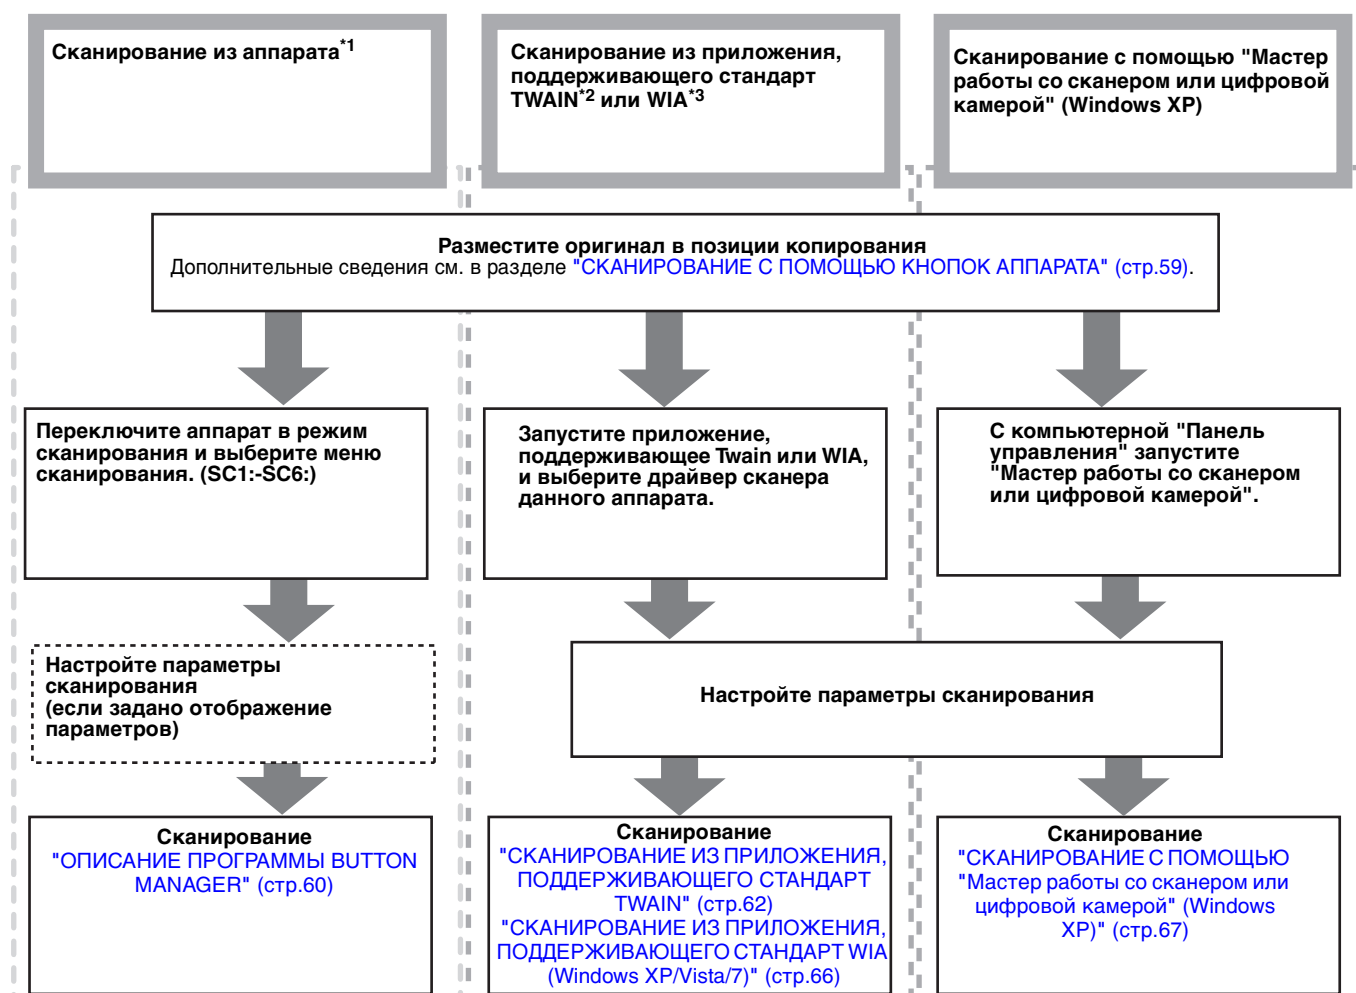 Сканирование из аппарата*1
Сканирование из приложения,
поддерживающего стандарт
TWAIN*2 или WIA*3
Сканирование с помощью "Мастер
работы со сканером или цифровой
камерой" (Windows XP)
Разместите оригинал в позиции копирования
Дополнительные сведения см. в разделе "СКАНИРОВАНИЕ С ПОМОЩЬЮ КНОПОК АППАРАТА" (стр.59).
Переключите аппарат в режим
сканирования и выберите меню
сканирования. (SC1:-SC6:)
Запустите приложение,
поддерживающее Twain или WIA,
и выберите драйвер сканера
данного аппарата.
С компьютерной "Панель
управления" запустите
"Мастер работы со сканером
или цифровой камерой".
Настройте параметры
сканирования
(если задано отображение
параметров)
Настройте параметры сканирования
Сканирование
"ОПИСАНИЕ ПРОГРАММЫ BUTTON
MANAGER" (стр.60)
Сканирование
"СКАНИРОВАНИЕ ИЗ ПРИЛОЖЕНИЯ,
ПОДДЕРЖИВАЮЩЕГО СТАНДАРТ
TWAIN" (стр.62)
"СКАНИРОВАНИЕ ИЗ ПРИЛОЖЕНИЯ,
ПОДДЕРЖИВАЮЩЕГО СТАНДАРТ WIA
(Windows XP/Vista/7)" (стр.66)
Сканирование
"СКАНИРОВАНИЕ С ПОМОЩЬЮ
"Мастер работы со сканером или
цифровой камерой" (Windows
XP)" (стр.67)